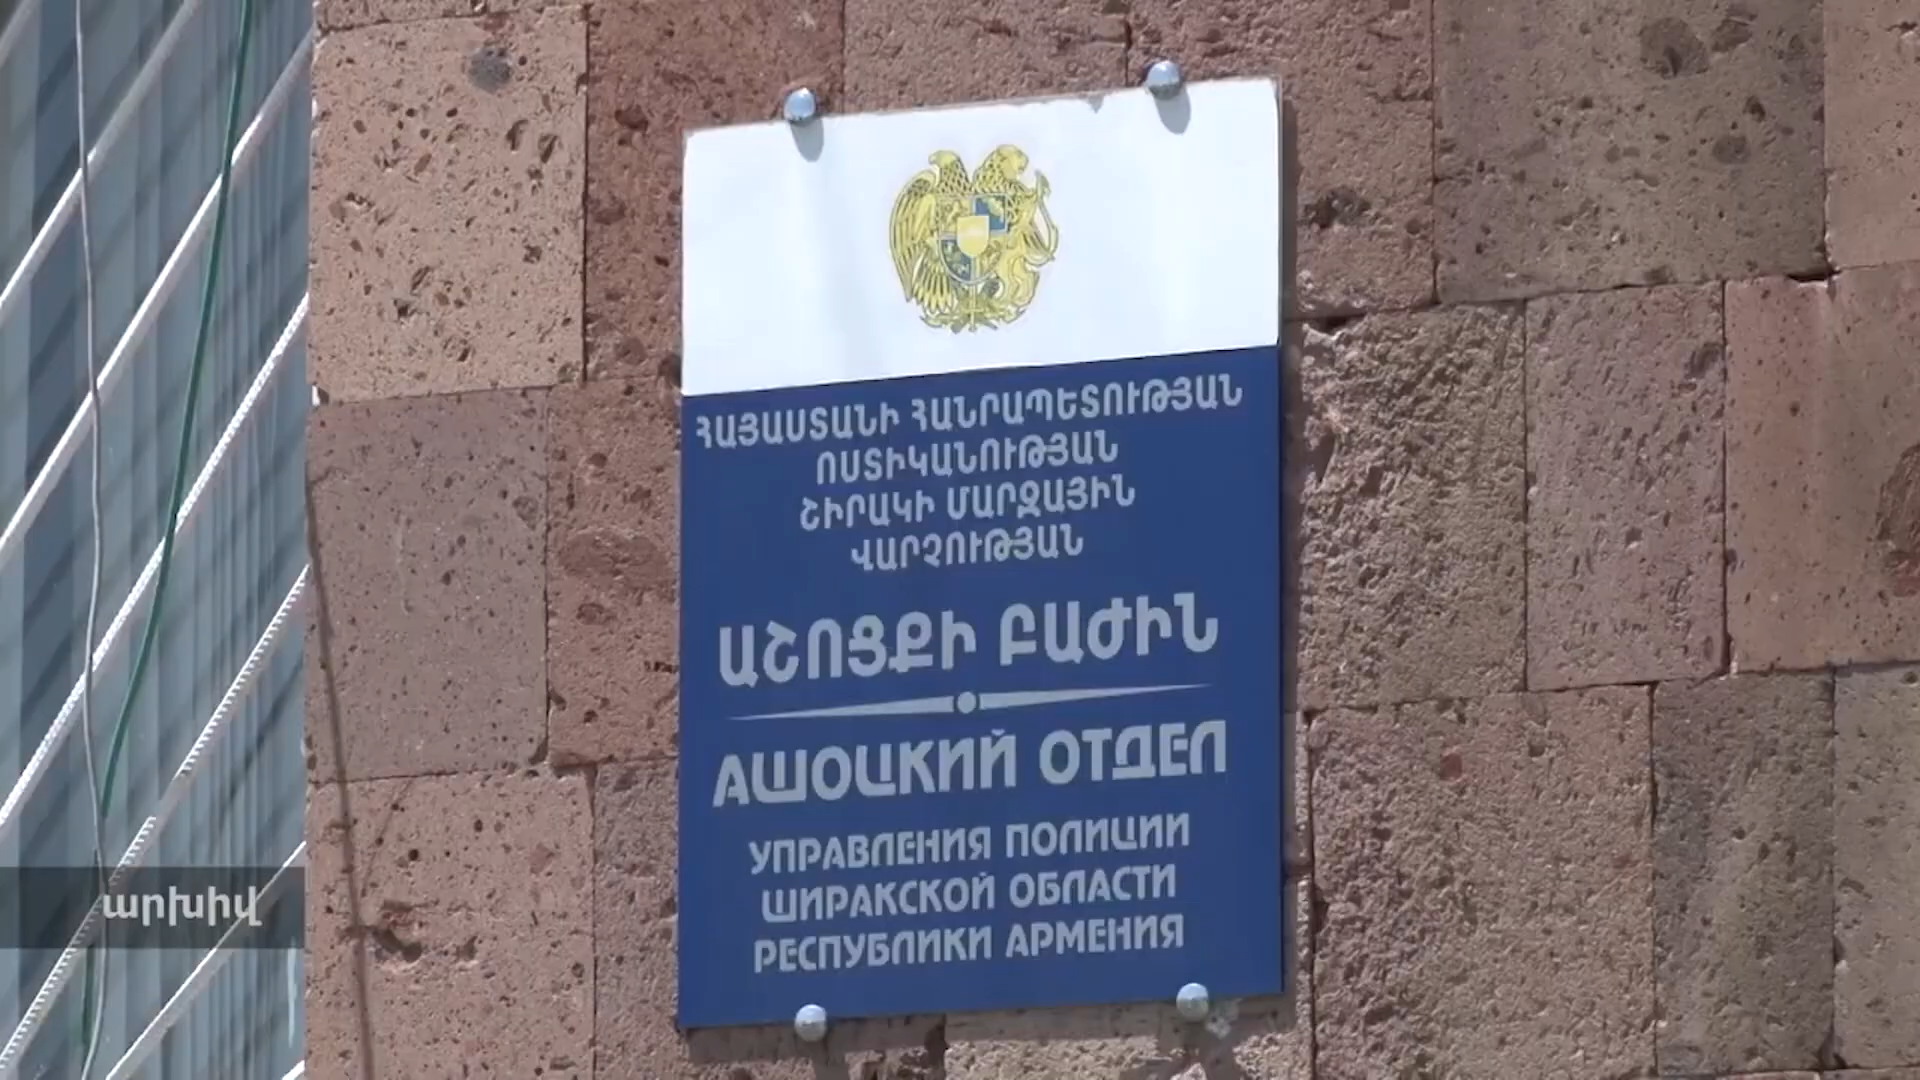 ՀԱՅԱՍՏԱՆԻ ՀԱՆՐԱՊԵՏՈՒԹՅԱՆ
ՈՍՏԻԿԱՆՈՒԹՅԱՆ
ՇԻՐԱԿԻ ՄԱՐԶԱՅԻՆ
ՎԱՐՉՈՒԹՅԱՆ
ԱՇՈՑՔԻ ԲԱԺԻՆ
АШОЦКИЙ ОТДЕЛ
УПРАВЛЕНИЯ ПОЛИЦИИ
ШИРАКСКОЙ ОБЛАСТИ
РЕСПУБЛИКИ АРМЕНИЯ
արխիվ